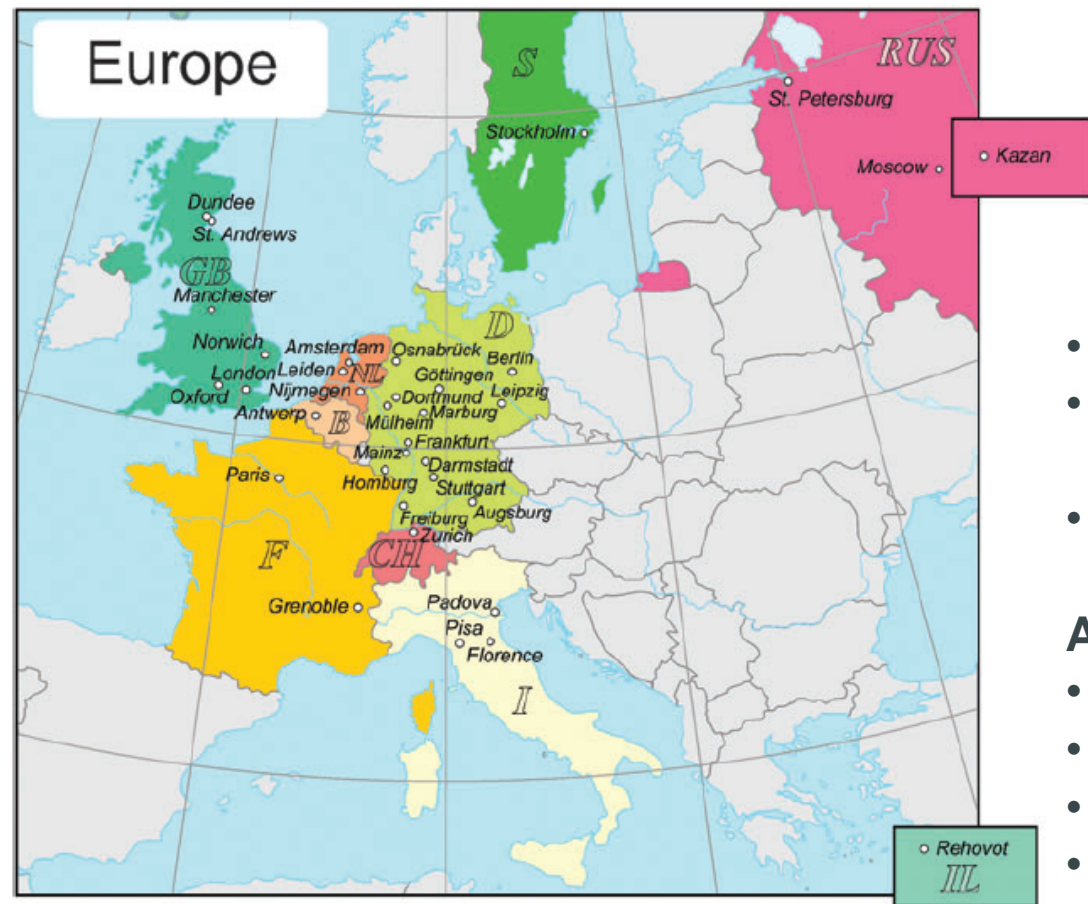 Europe
S
RUS
St. Petersburg
Stockholm
Moscow
Kazan
Dundee
St. Andrews
GB
Manchester
Norwich
London
Oxford
Amsterdam
Leiden
NL
Nijmegen
Antwerp
B
D
Osnabrück
Berlin
Göttingen
Leipzig
Dortmund
Marburg
Mülheim
Frankfurt
Mainz
Darmstadt
Homburg
Stuttgart
Augsburg
Freiburg
Paris
Zurich
CH
F
Grenoble
Padova
Pisa
Florence
I
Rehovot
IL
•
•
•
A
•
•
•
•